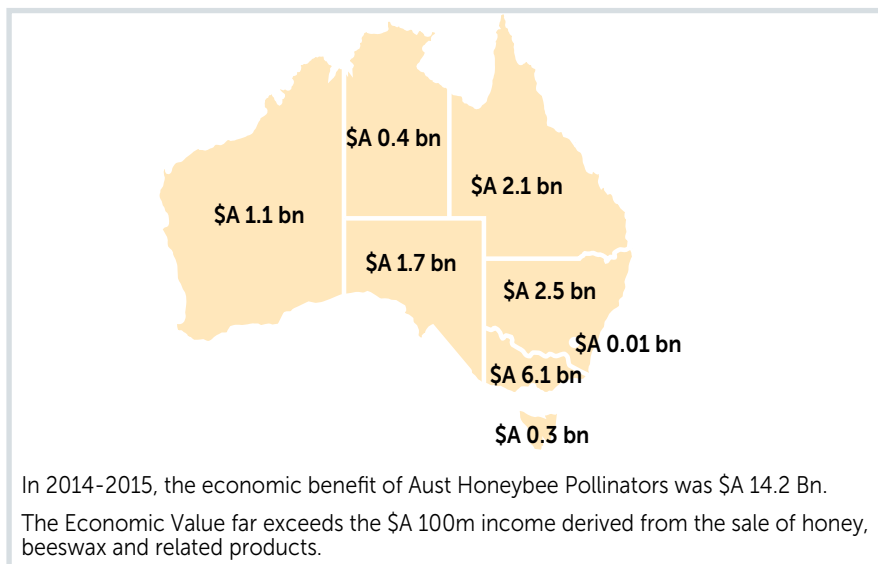 $A 0.4 bn
$A 2.1 bn
$A 1.1 bn
$A 1.7 bn
$A 2.5 bn
$A 0.01 bn
$A 6.1 bn
$A 0.3 bn
In 2014-2015, the economic benefit of Aust Honeybee Pollinators was $A 14.2 Bn.
The Economic Value far exceeds the $A 100m income derived from the sale of honey,
beeswax and related products.